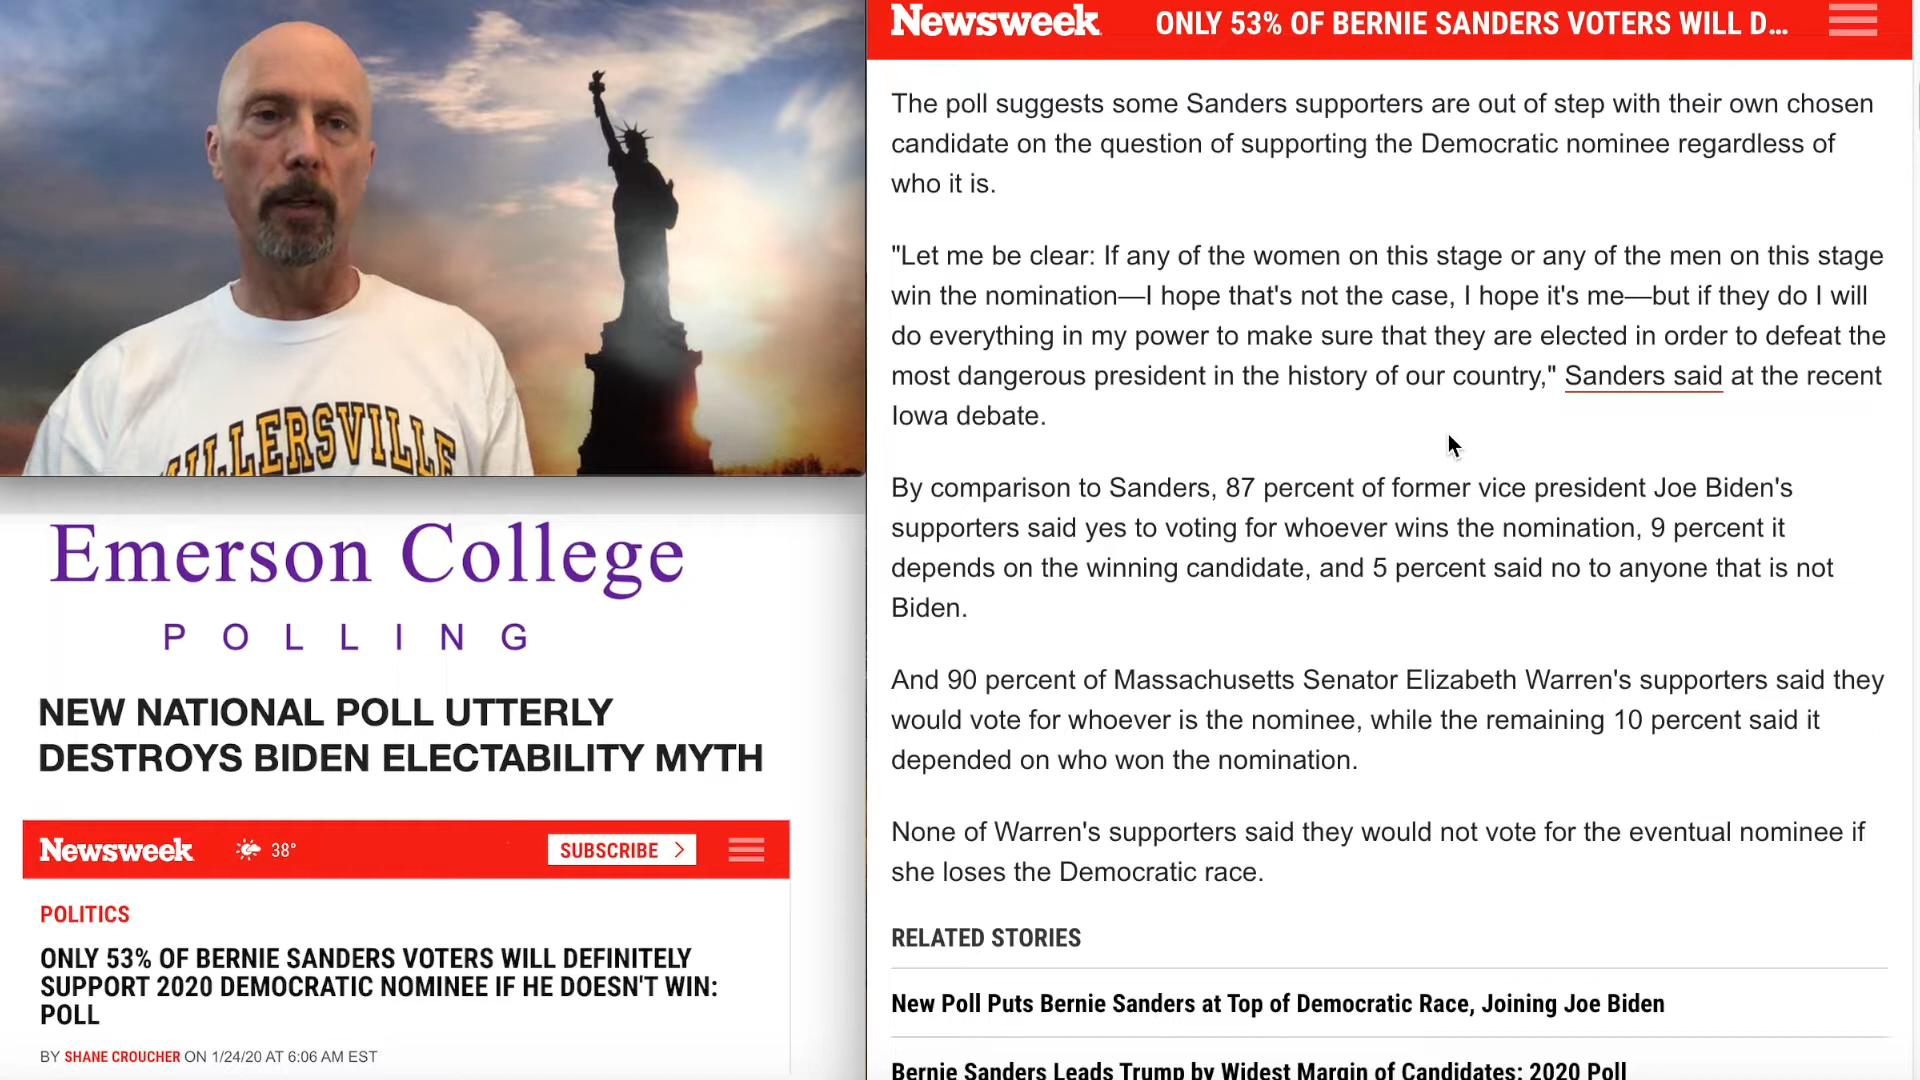 MILLERSVILLE
Emerson College
POLLING
NEW NATIONAL POLL UTTERLY
DESTROYS BIDEN ELECTABILITY MYTH
Newsweek 38° SUBSCRIBE
POLITICS
ONLY 53% OF BERNIE SANDERS VOTERS WILL DEFINITELY
SUPPORT 2020 DEMOCRATIC NOMINEE IF HE DOESN'T WIN:
POLL
BY SHANE CROUCHER ON 1/24/20 AT 6:06 AM EST
Newsweek ONLY 53% OF BERNIE SANDERS VOTERS WILL D...
The poll suggests some Sanders supporters are out of step with their own chosen
candidate on the question of supporting the Democratic nominee regardless of
who it is.
"Let me be clear: If any of the women on this stage or any of the men on this stage
win the nomination—I hope that's not the case, I hope it's me—but if they do I will
do everything in my power to make sure that they are elected in order to defeat the
most dangerous president in the history of our country," Sanders said at the recent
Iowa debate.
By comparison to Sanders, 87 percent of former vice president Joe Biden's
supporters said yes to voting for whoever wins the nomination, 9 percent it
depends on the winning candidate, and 5 percent said no to anyone that is not
Biden.
And 90 percent of Massachusetts Senator Elizabeth Warren's supporters said they
would vote for whoever is the nominee, while the remaining 10 percent said it
depended on who won the nomination.
None of Warren's supporters said they would not vote for the eventual nominee if
she loses the Democratic race.
RELATED STORIES
New Poll Puts Bernie Sanders at Top of Democratic Race, Joining Joe Biden
Bernie Sanders Leads Trump by Widest Margin of Candidates: 2020 Poll